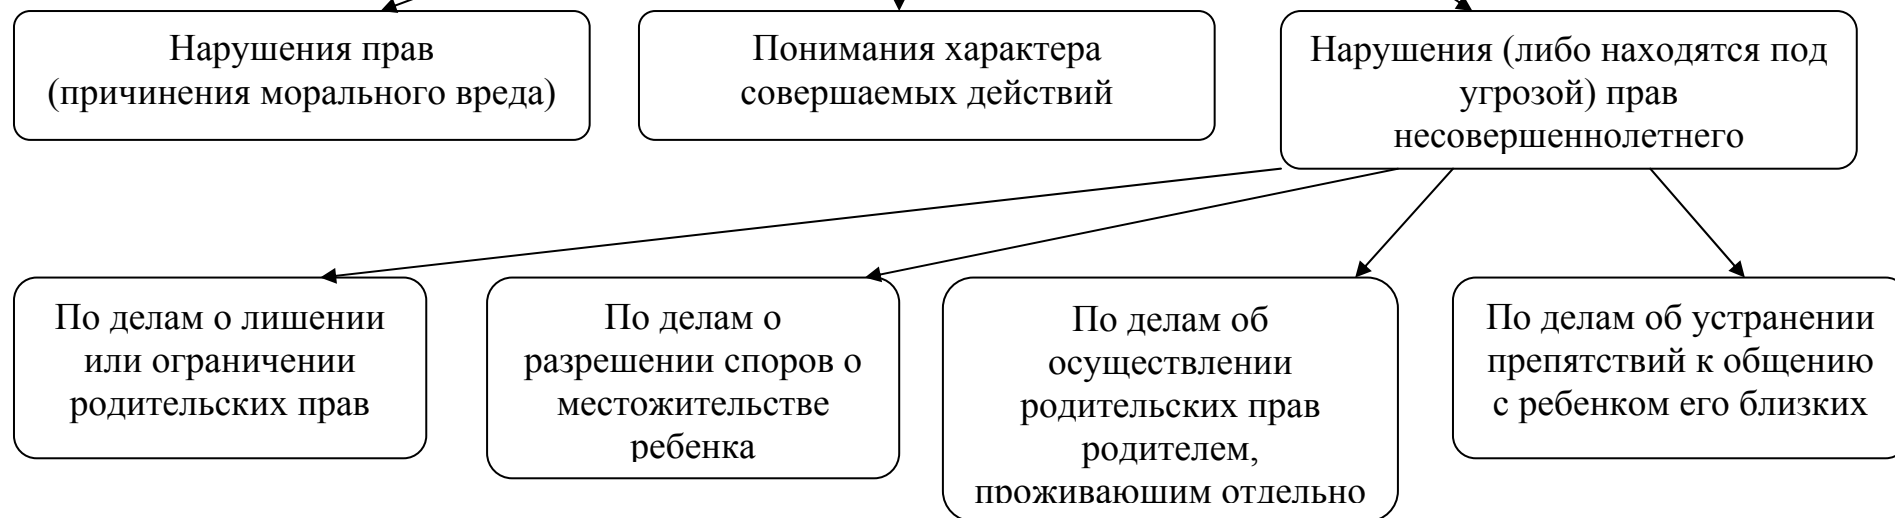 Нарушения прав
(причинения морального вреда)
Понимания характера
совершаемых действий
Нарушения (либо находятся под
угрозой) прав
несовершеннолетнего
По делам о лишении
или ограничении
родительских прав
По делам о
разрешении споров о
местожительстве
ребенка
По делам об
осуществлении
родительских прав
родителем,
проживающим отдельно
По делам об устранении
препятствий к общению
с ребенком его близких